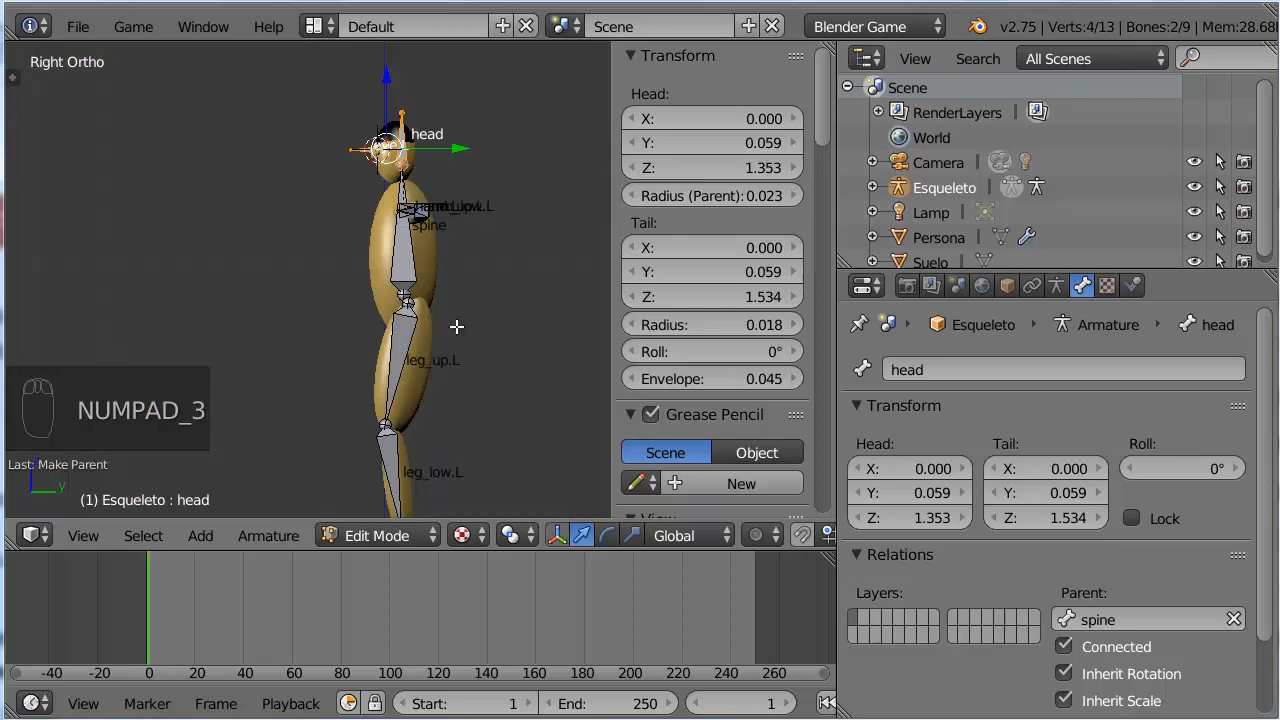 File Game Window Help Default Scene Blender Game v2.75 | Verts:4/13 | Bones:2/9 | Mem:28.68
Right Ortho
head
spine
leg_up.L
leg_low.L
NUMPAD_3
Last: Make Parent
z
y
(1) Esqueleto : head
Transform
Head:
X: 0.000
Y: 0.059
Z: 1.353
Radius (Parent): 0.023
Tail:
X: 0.000
Y: 0.059
Z: 1.534
Radius: 0.018
Roll: 0°
Envelope: 0.045
Grease Pencil
Scene Object
New
View Select Add Armature Edit Mode Global
-40 -20 0 20 40 60 80 100 120 140 160 180 200 220 240 260
View Marker Frame Playback Start: 1 End: 250 1
View Search All Scenes
Scene
RenderLayers
World
Camera
Esqueleto
Lamp
Persona
Suelo
Esqueleto Armature head
head
Transform
Head: Tail: Roll:
X: 0.000 X: 0.000 0°
Y: 0.059 Y: 0.059
Z: 1.353 Z: 1.534 Lock
Relations
Layers: Parent:
spine
Connected
Inherit Rotation
Inherit Scale